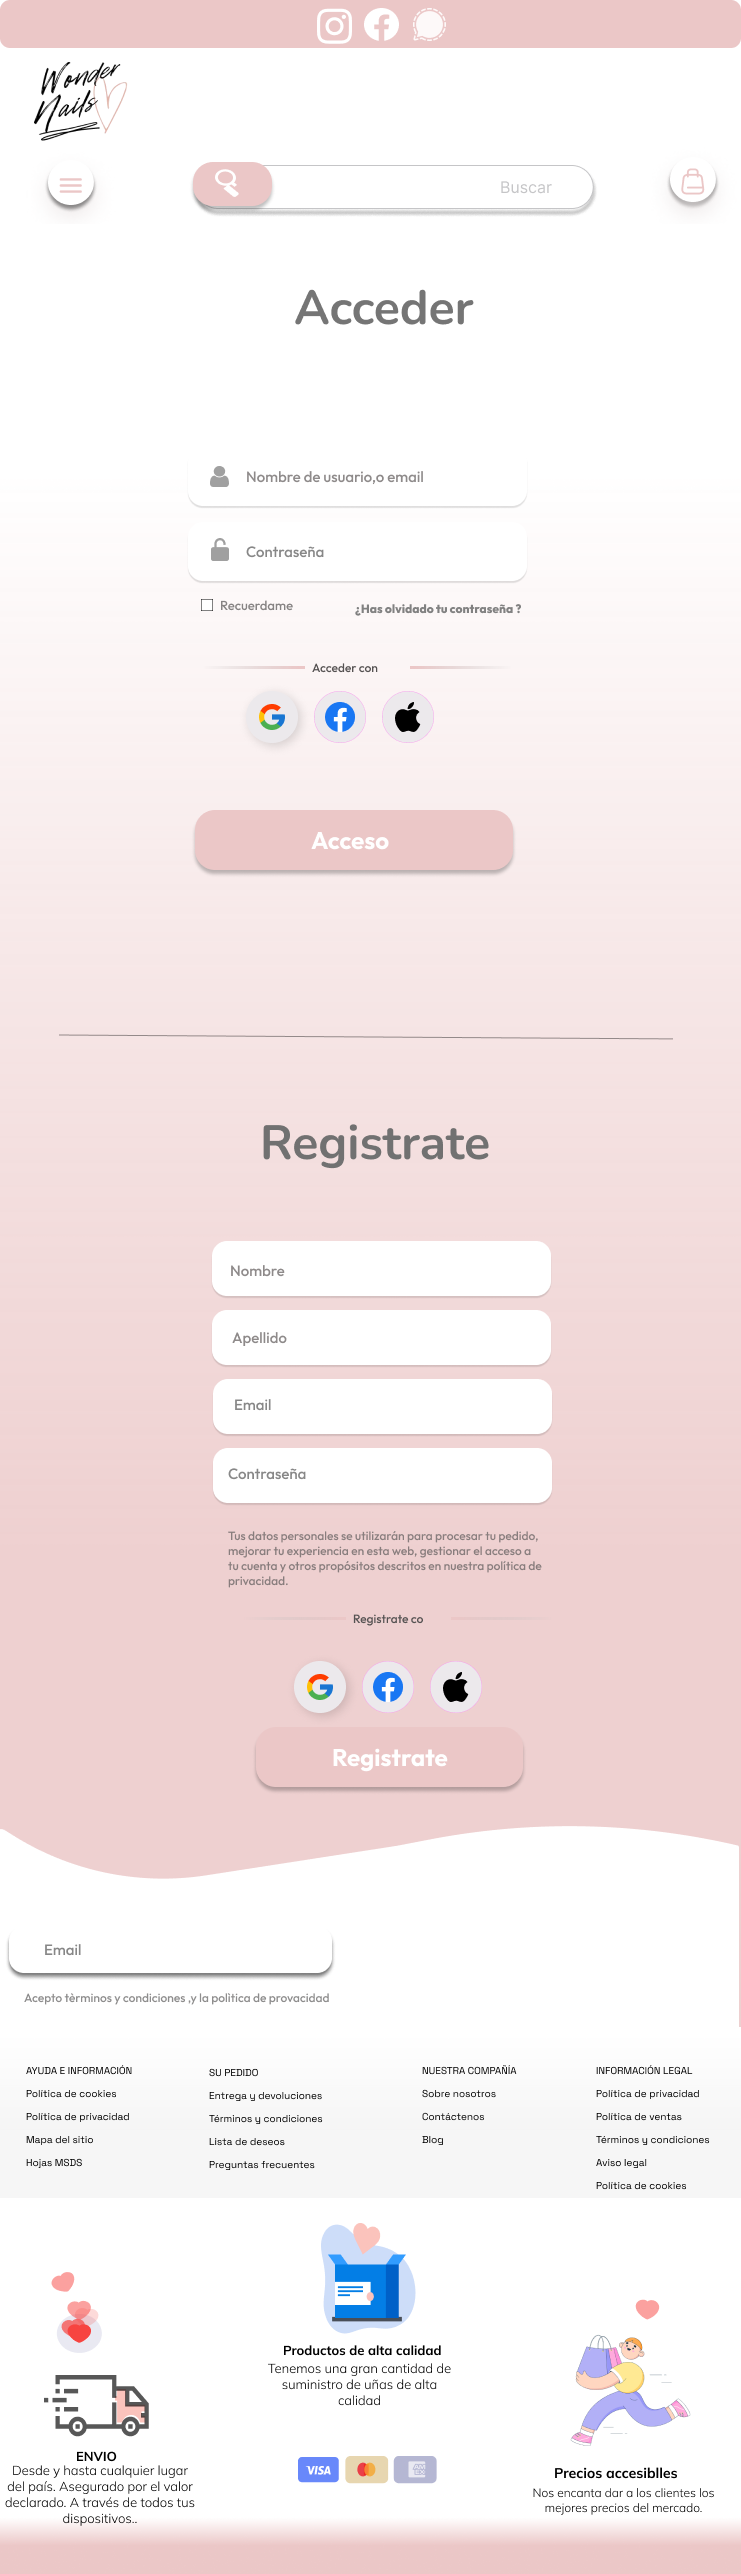 Wonder
Nails
Buscar
Acceder
Nombre de usuario,o email
Contraseña
Recuerdame
¿Has olvidado tu contraseña ?
Acceder con
Acceso
Registrate
Nombre
Apellido
Email
Contraseña
Tus datos personales se utilizarán para procesar tu pedido,
mejorar tu experiencia en esta web, gestionar el acceso a
tu cuenta y otros propósitos descritos en nuestra política de
privacidad.
Registrate co
Registrate
Email
Acepto tèrminos y condiciones ,y la polìtica de provacidad
AYUDA E INFORMACIÓN
Política de cookies
Política de privacidad
Mapa del sitio
Hojas MSDS
SU PEDIDO
Entrega y devoluciones
Términos y condiciones
Lista de deseos
Preguntas frecuentes
NUESTRA COMPAÑÍA
Sobre nosotros
Contáctenos
Blog
INFORMACIÓN LEGAL
Política de privacidad
Política de ventas
Términos y condiciones
Aviso legal
Política de cookies
ENVIO
Desde y hasta cualquier lugar
del país. Asegurado por el valor
declarado. A través de todos tus
dispositivos..
Productos de alta calidad
Tenemos una gran cantidad de
suministro de uñas de alta
calidad
VISA
Precios accesiblles
Nos encanta dar a los clientes los
mejores precios del mercado.